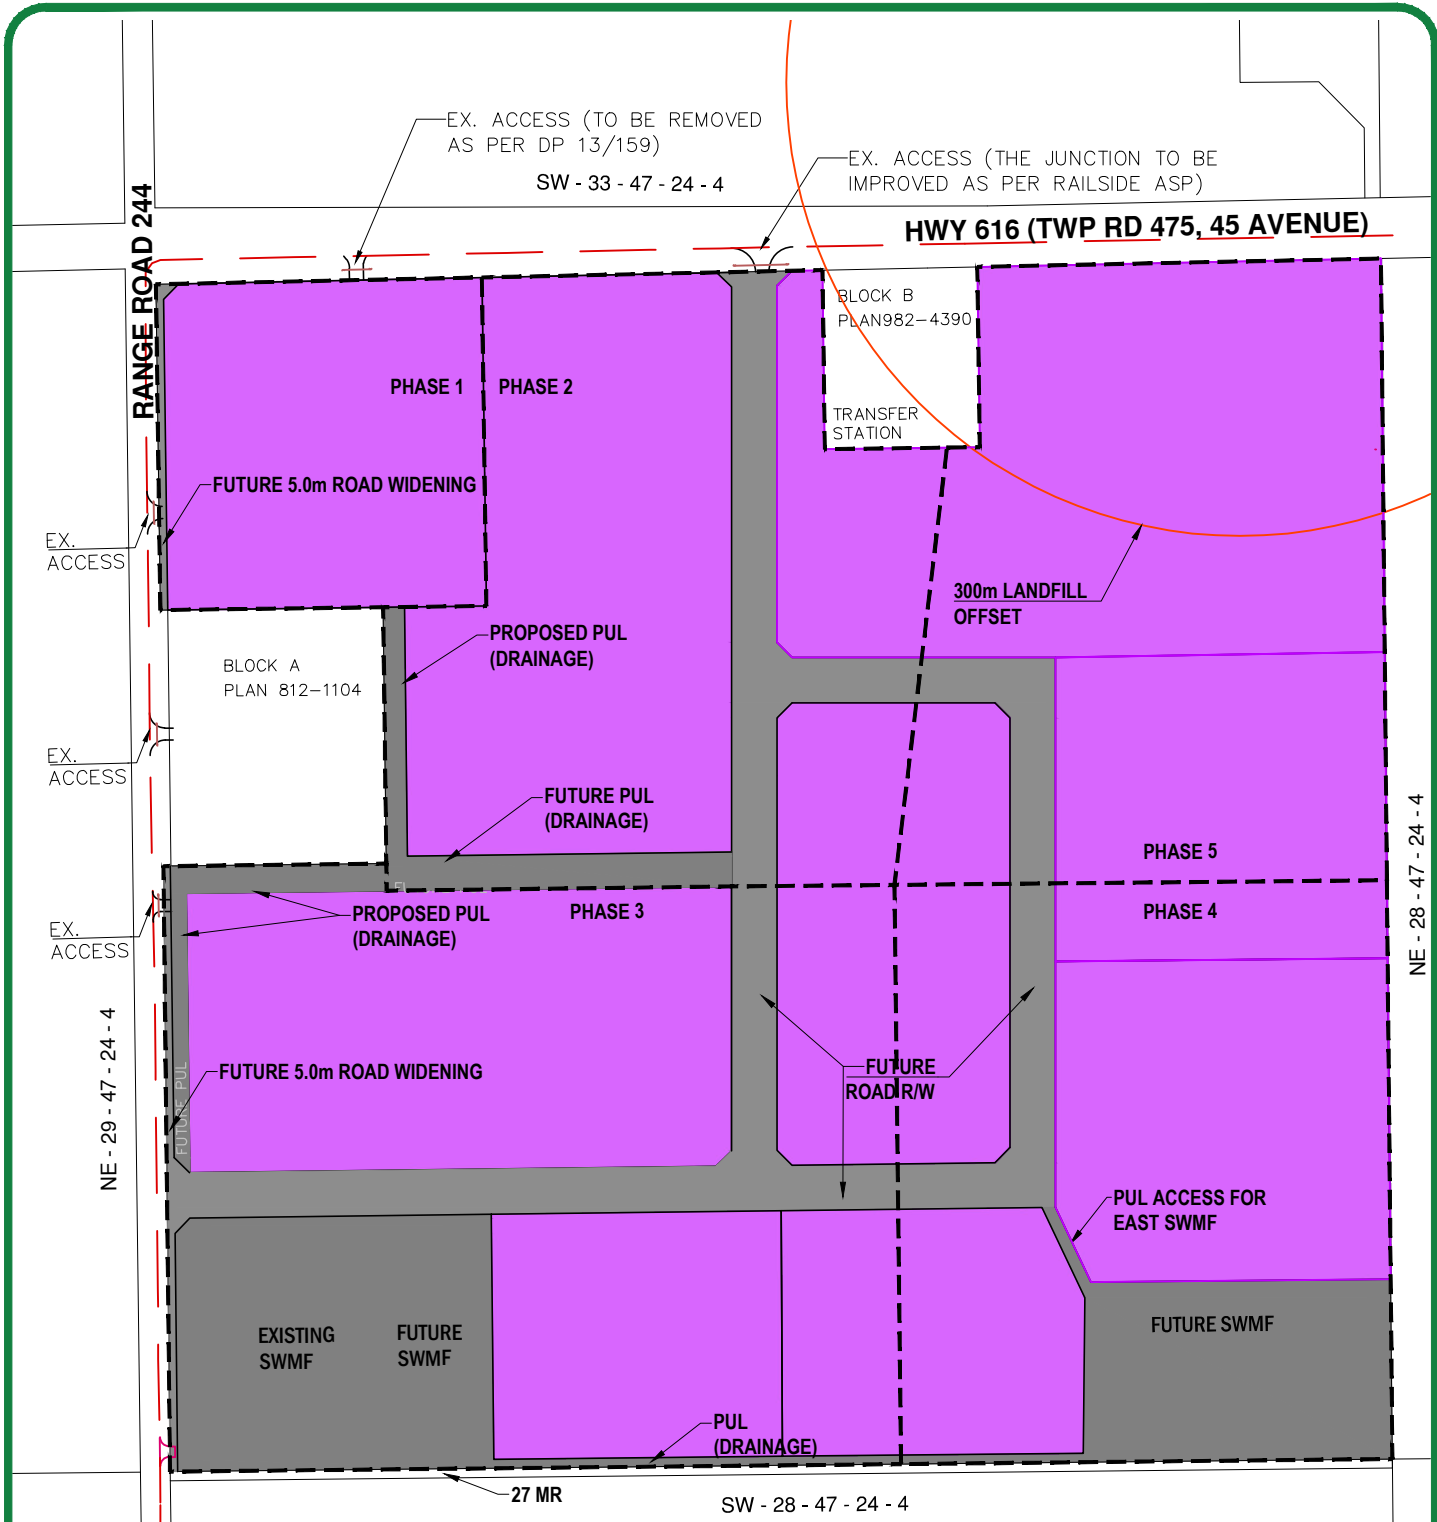 EX. ACCESS (TO BE REMOVED
AS PER DP 13/159)
EX. ACCESS (THE JUNCTION TO BE
IMPROVED AS PER RAILSIDE ASP)
SW - 33 - 47 - 24 - 4
HWY 616 (TWP RD 475, 45 AVENUE)
RANGE ROAD 244
BLOCK B
PLAN982-4390
PHASE 1
PHASE 2
TRANSFER
STATION
FUTURE 5.0m ROAD WIDENING
EX.
ACCESS
300m LANDFILL
OFFSET
PROPOSED PUL
(DRAINAGE)
BLOCK A
PLAN 812-1104
EX.
ACCESS
FUTURE PUL
(DRAINAGE)
PHASE 5
PHASE 3
PHASE 4
PROPOSED PUL
(DRAINAGE)
EX.
ACCESS
NE - 28 - 47 - 24 - 4
NE - 29 - 47 - 24 - 4
FUTURE PUL
FUTURE 5.0m ROAD WIDENING
FUTURE
ROAD R/W
PUL ACCESS FOR
EAST SWMF
EXISTING
SWMF
FUTURE
SWMF
FUTURE SWMF
PUL
(DRAINAGE)
27 MR
SW - 28 - 47 - 24 - 4